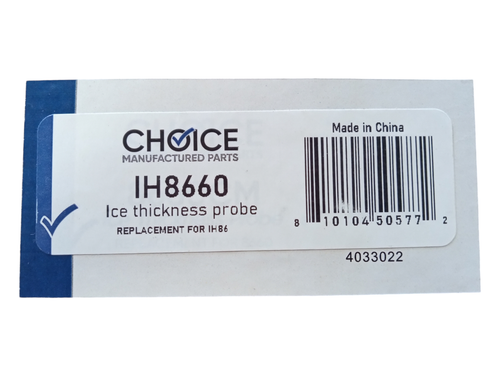 CHOICE
MANUFACTURED PARTS
IH8660
Ice thickness probe
REPLACEMENT FOR IH86
Made in China
8 10104 50577 2
4033022